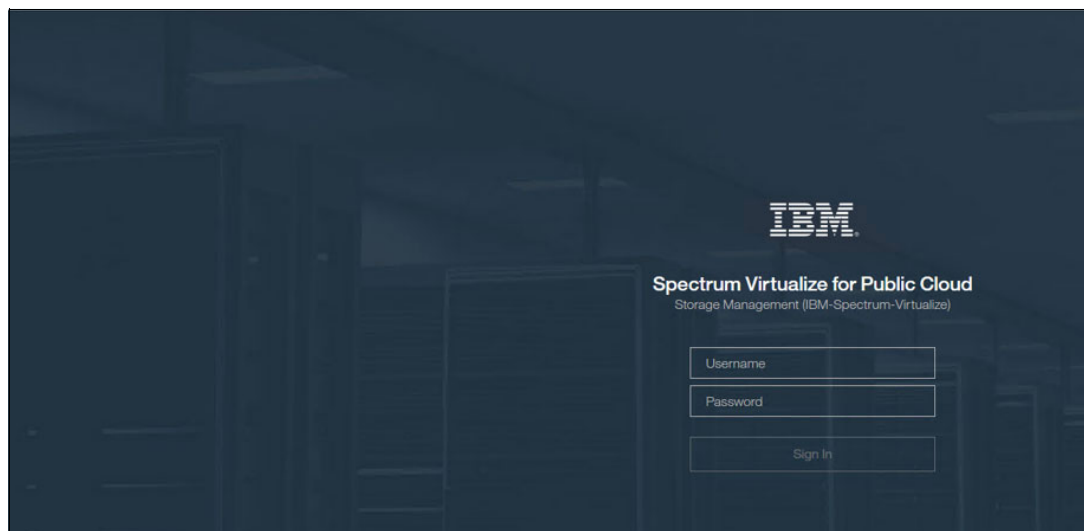 IBM.
Spectrum Virtualize for Public Cloud
Storage Management (IBM-Spectrum-Virtualize)
Username
Password
Sign In